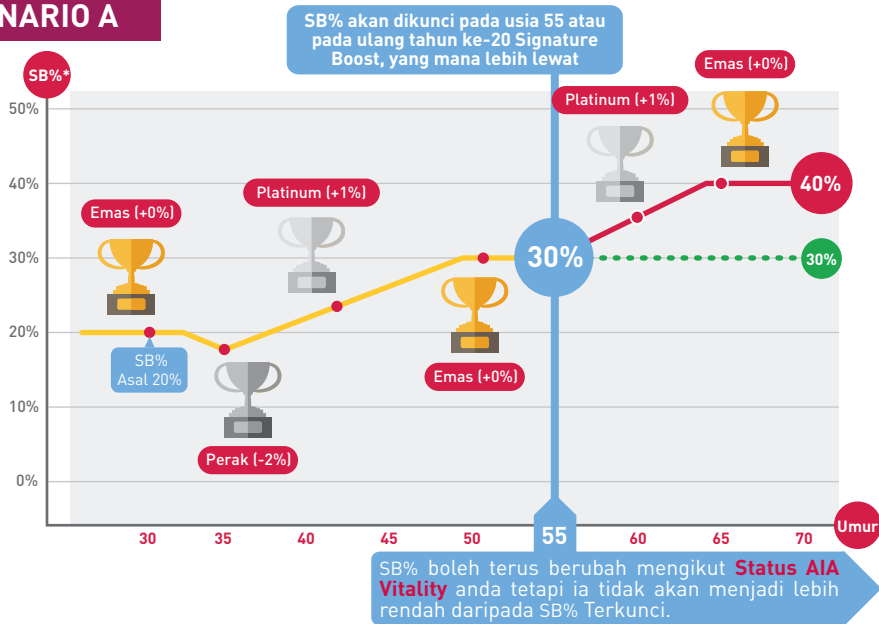 NARIO A
SB% akan dikunci pada usia 55 atau
pada ulang tahun ke-20 Signature
Boost, yang mana lebih lewat
SB%*
50%
40%
30%
20%
10%
0%
Emas (+0%)
Platinum (+1%)
Emas (+0%)
Platinum (+1%)
40%
30%
30%
SB%
Asal 20%
Perak (-2%)
Emas (+0%)
30
35
40
45
50
55
60
65
70
Umur
SB% boleh terus berubah mengikut Status AIA
Vitality anda tetapi ia tidak akan menjadi lebih
rendah daripada SB% Terkunci.